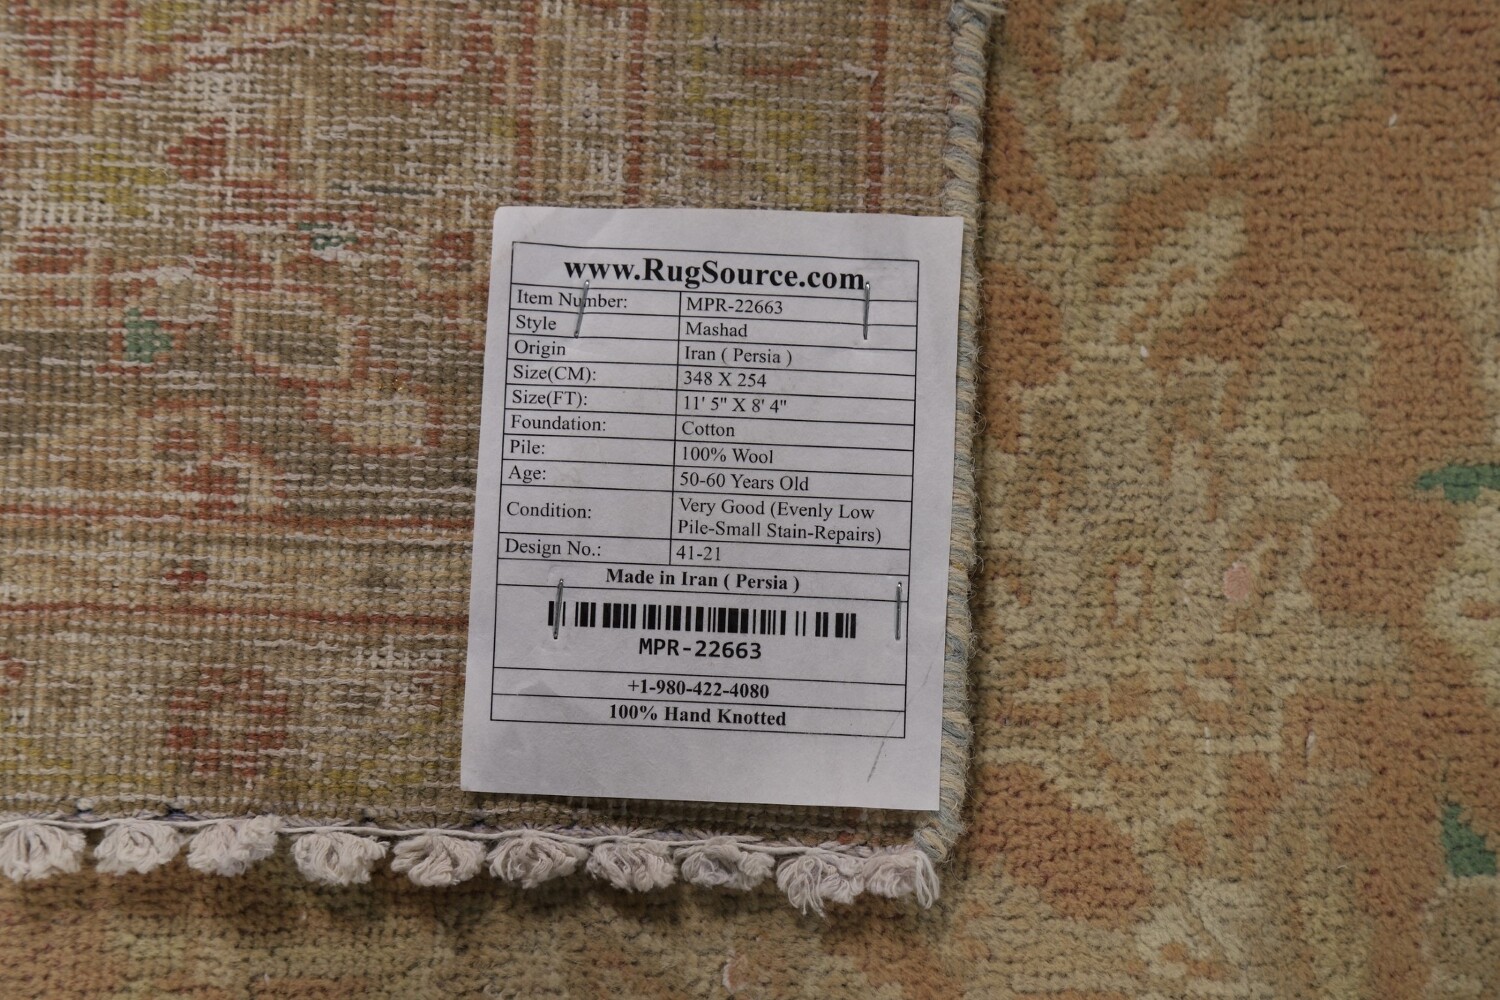 www.RugSource.com
Item Number: MPR-22663
Style Mashad
Origin Iran ( Persia )
Size(CM): 348 X 254
Size(FT): 11' 5" X 8' 4"
Foundation: Cotton
Pile: 100% Wool
Age: 50-60 Years Old
Condition: Very Good (Evenly Low
Pile-Small Stain-Repairs)
Design No.: 41-21
Made in Iran ( Persia )
MPR-22663
+1-980-422-4080
100% Hand Knotted